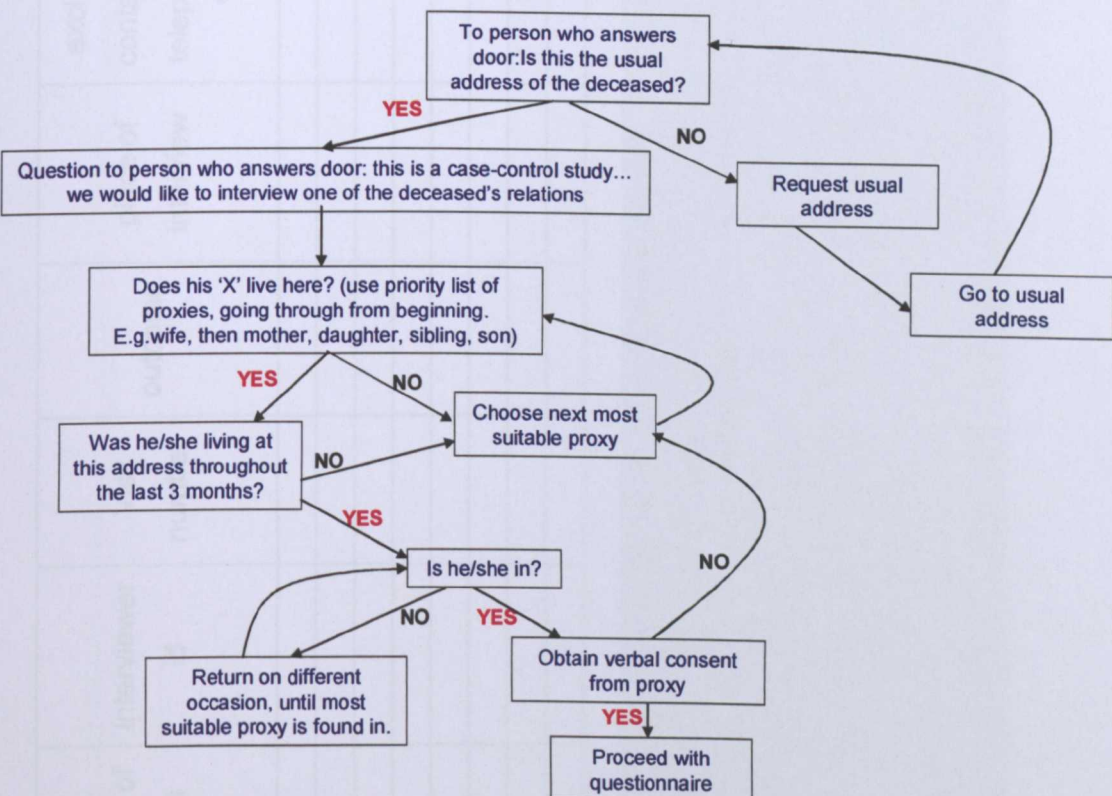 To person who answers
door:Is this the usual
address of the deceased?
YES
NO
Question to person who answers door: this is a case-control study...
we would like to interview one of the deceased's relations
Request usual
address
Go to usual
address
Does his 'X' live here? (use priority list of
proxies, going through from beginning.
E.g.wife, then mother, daughter, sibling, son)
YES
NO
Choose next most
suitable proxy
Was he/she living at
this address throughout
the last 3 months?
NO
YES
Is he/she in?
NO
YES
NO
Return on different
occasion, until most
suitable proxy is found in.
Obtain verbal consent
from proxy
YES
Proceed with
questionnaire
interviewer
of